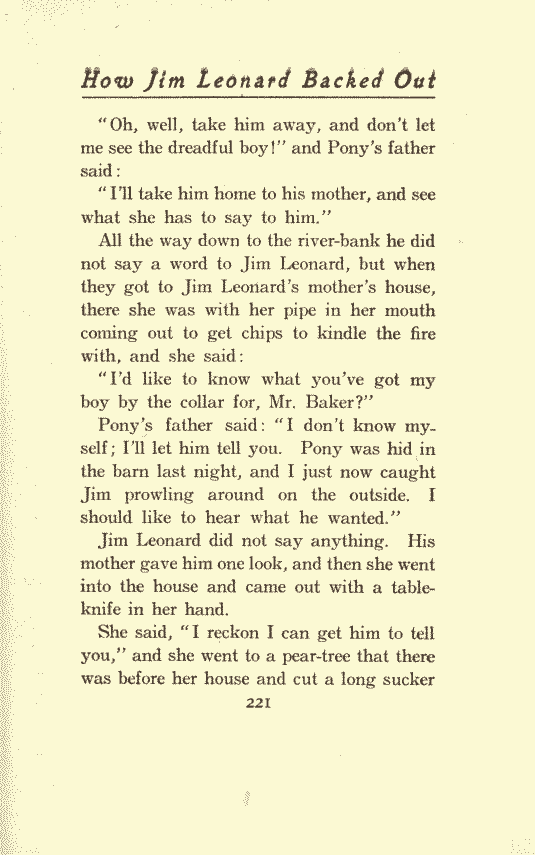 How Jim Leonard Backed Out
"Oh, well, take him away, and don't let
me see the dreadful boy!" and Pony's father
said:
"I'll take him home to his mother, and see
what she has to say to him."
All the way down to the river-bank he did
not say a word to Jim Leonard, but when
they got to Jim Leonard's mother's house,
there she was with her pipe in her mouth
coming out to get chips to kindle the fire
with, and she said:
"I'd like to know what you've got my
boy by the collar for, Mr. Baker?"
Pony's father said: "I don't know my-
self; I'll let him tell you. Pony was hid in
the barn last night, and I just now caught
Jim prowling around on the outside. I
should like to hear what he wanted."
Jim Leonard did not say anything. His
mother gave him one look, and then she went
into the house and came out with a table-
knife in her hand.
She said, "I reckon I can get him to tell
you," and she went to a pear-tree that there
was before her house and cut a long sucker
221